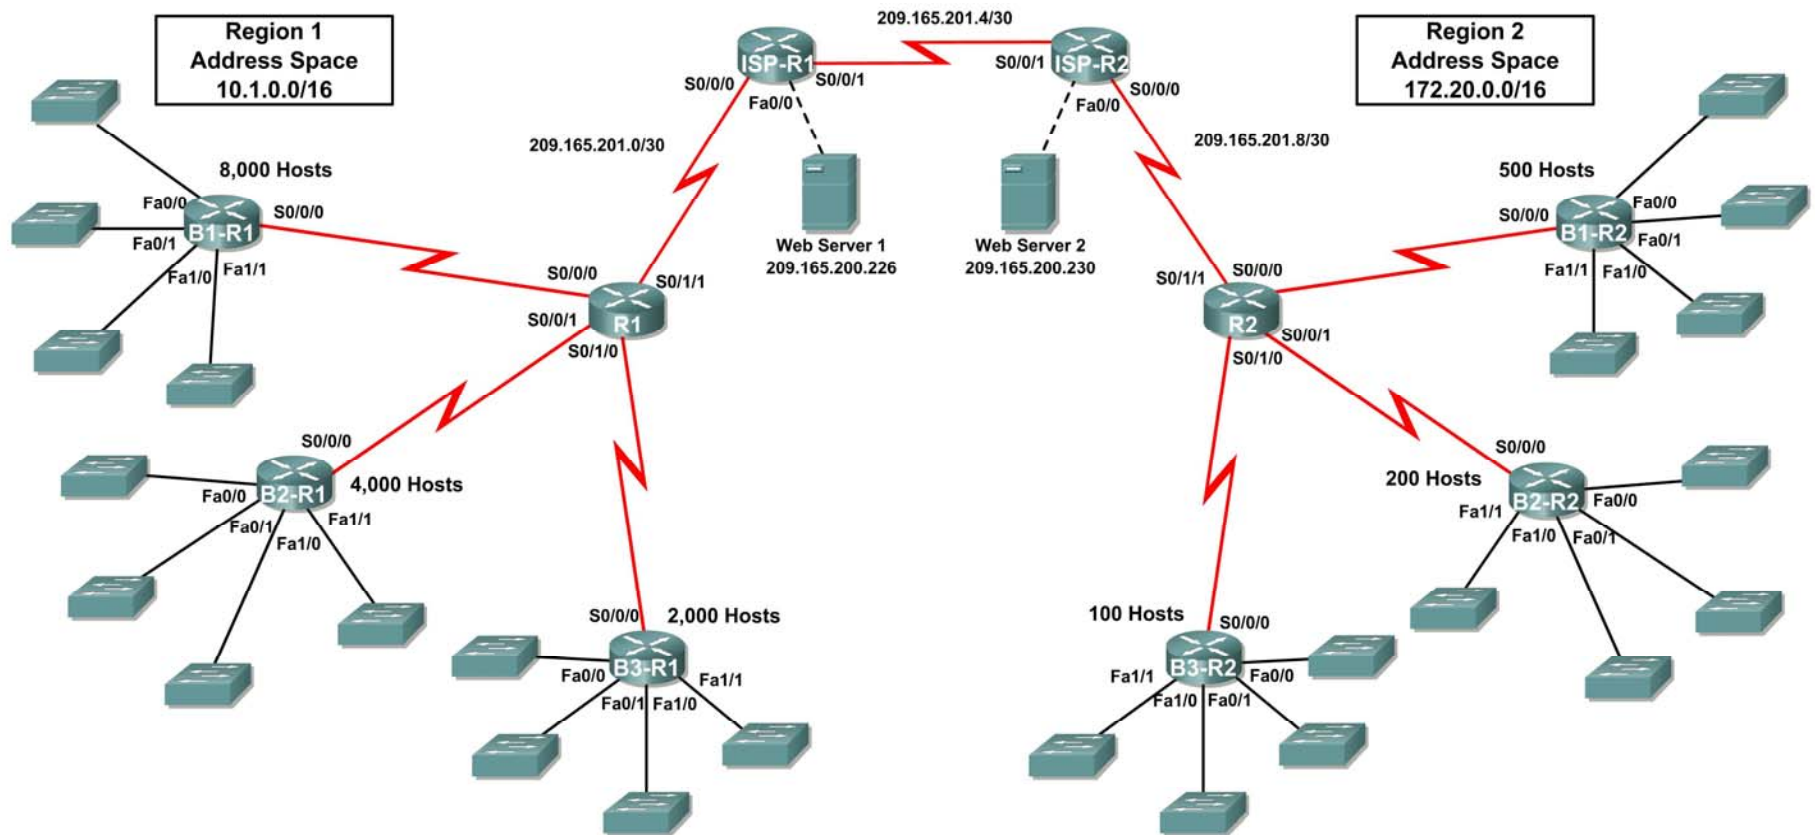 Region 1
Address Space
10.1.0.0/16
209.165.201.4/30
Region 2
Address Space
172.20.0.0/16
ISP-R1
S0/0/0
S0/0/1
Fa0/0
ISP-R2
S0/0/1
S0/0/0
Fa0/0
209.165.201.0/30
209.165.201.8/30
Web Server 1
209.165.200.226
Web Server 2
209.165.200.230
8,000 Hosts
Fa0/0
S0/0/0
B1-R1
Fa0/1
Fa1/0
Fa1/1
S0/0/0
S0/1/1
S0/0/1
R1
S0/1/0
S0/1/1
S0/0/0
R2
S0/0/1
S0/1/0
500 Hosts
S0/0/0
Fa0/0
B1-R2
Fa0/1
Fa1/1
Fa1/0
S0/0/0
4,000 Hosts
B2-R1
Fa0/0
Fa0/1
Fa1/0
Fa1/1
S0/0/0
2,000 Hosts
B3-R1
Fa0/0
Fa0/1
Fa1/0
Fa1/1
100 Hosts
S0/0/0
B3-R2
Fa1/1
Fa0/0
Fa1/0
Fa0/1
S0/0/0
200 Hosts
B2-R2
Fa0/0
Fa1/1
Fa1/0
Fa0/1